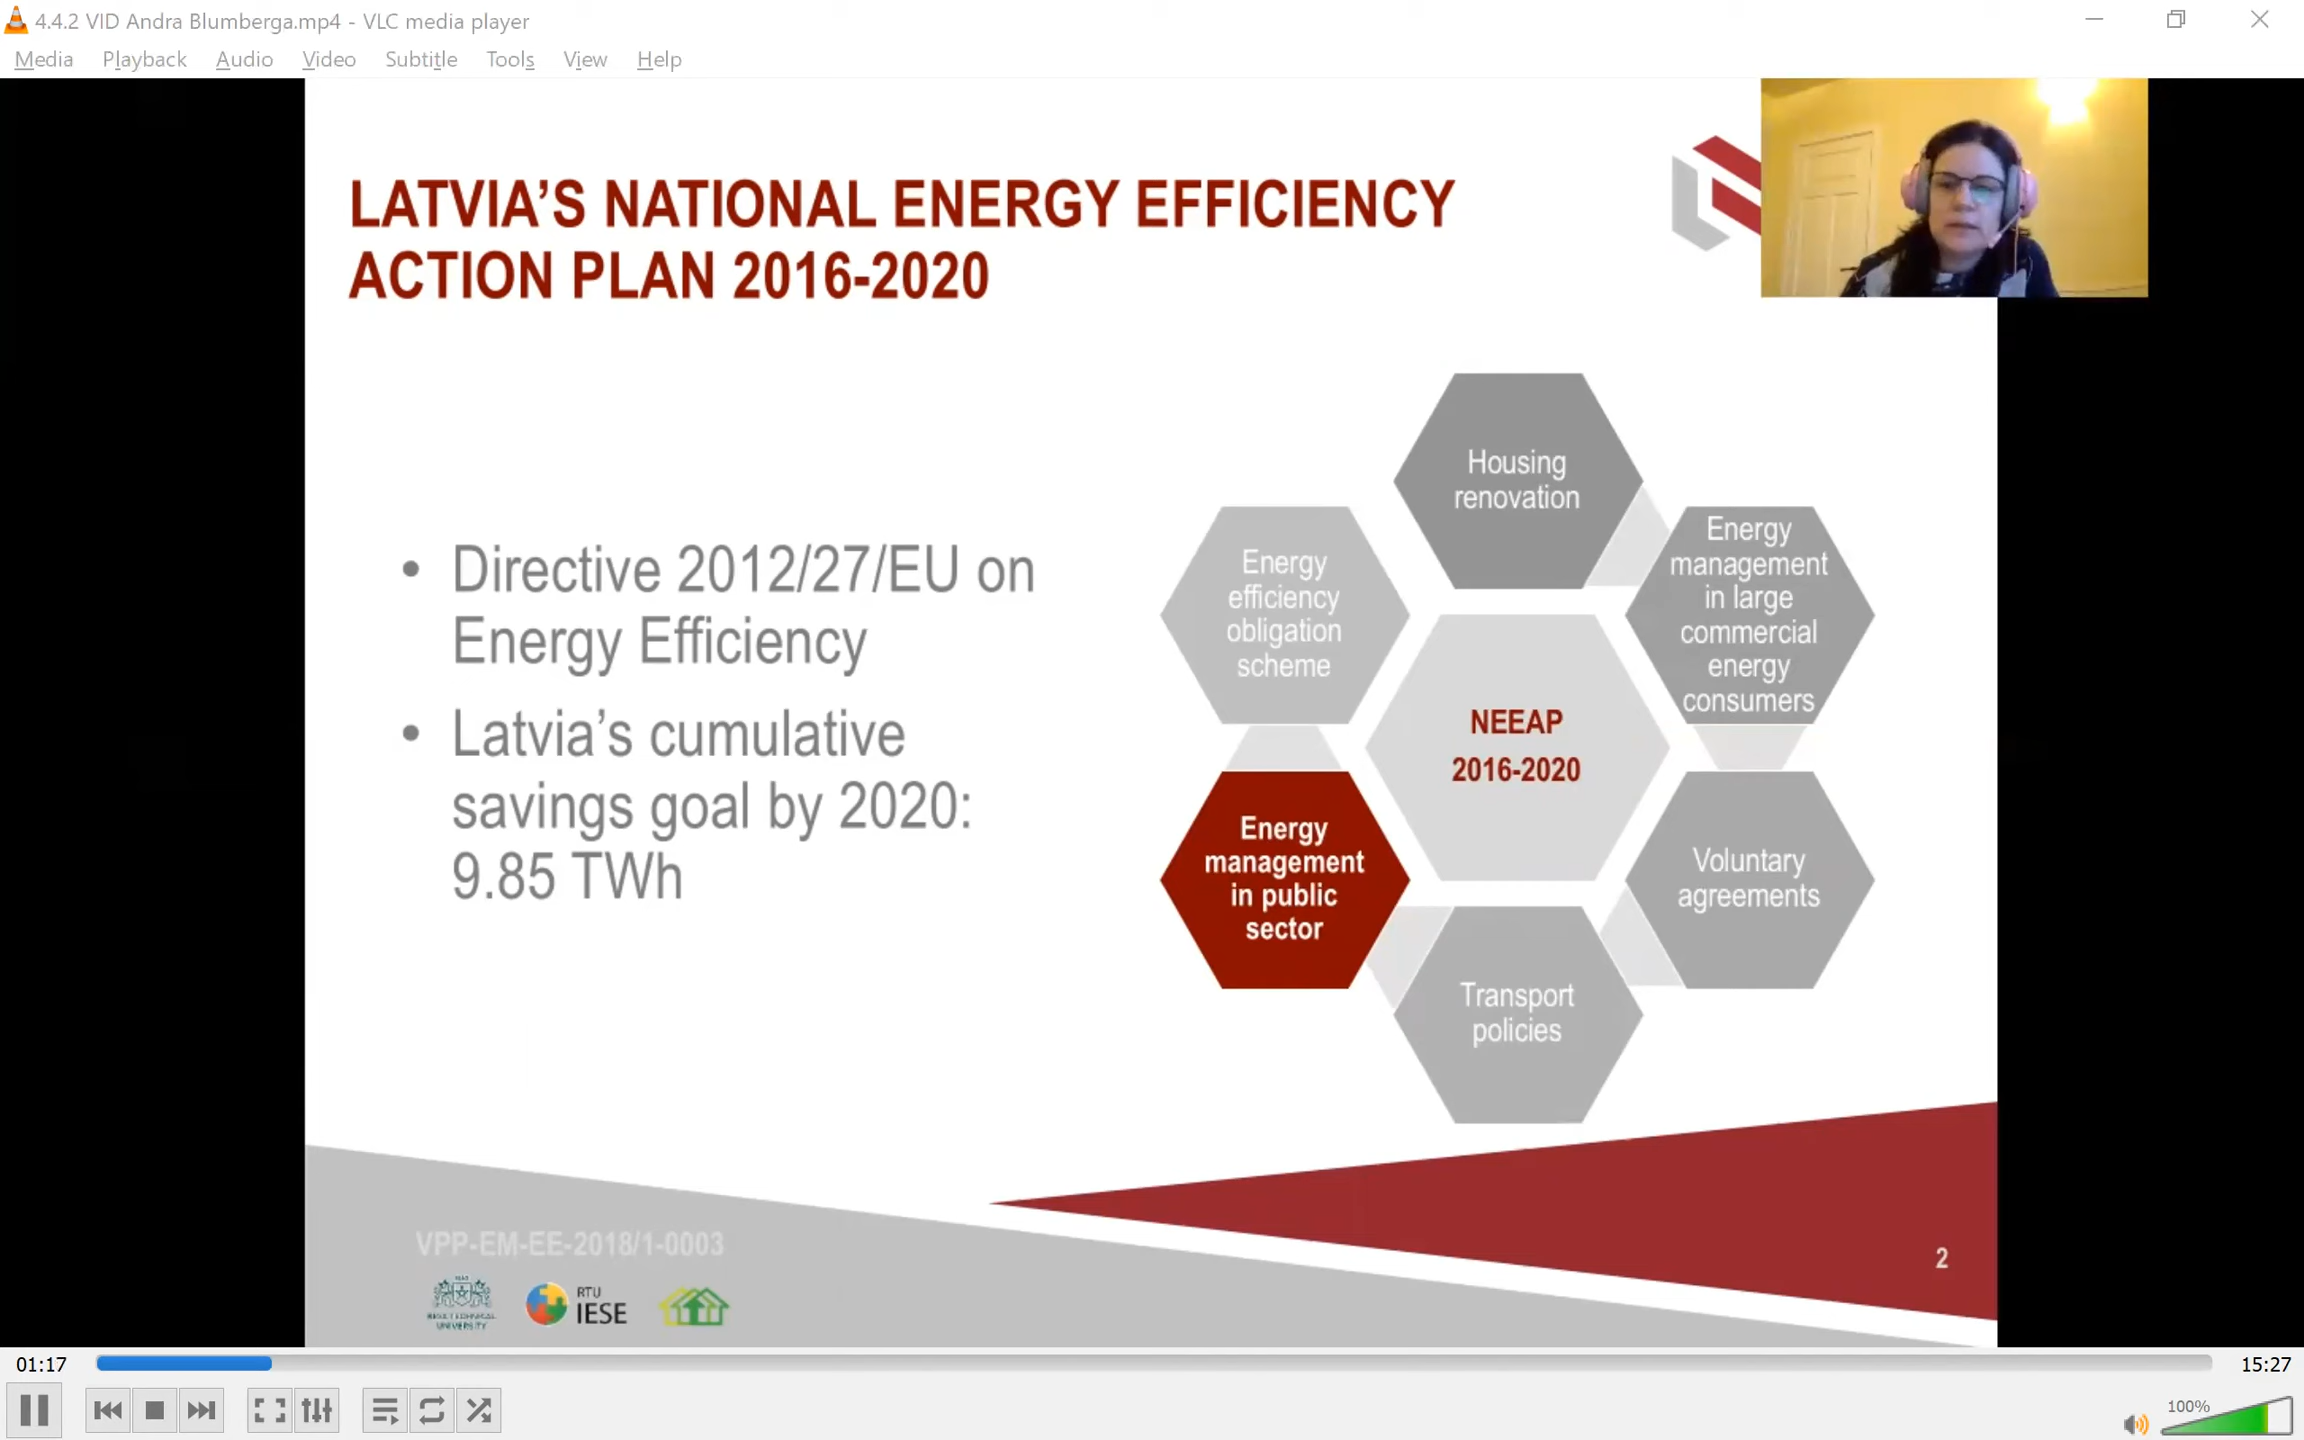 4.4.2 VID Andra Blumberga.mp4 - VLC media player
Media Playback Audio Video Subtitle Tools View Help
LATVIA’S NATIONAL ENERGY EFFICIENCY
ACTION PLAN 2016-2020
• Directive 2012/27/EU on
Energy Efficiency
• Latvia’s cumulative
savings goal by 2020:
9.85 TWh
Housing
renovation
Energy
management
in large
commercial
energy
consumers
Voluntary
agreements
Transport
policies
Energy
management
in public
sector
Energy
efficiency
obligation
scheme
NEEAP
2016-2020
VPP-EM-EE-2018/1-0003
UNIVERSITY
RTU
IESE
2
01:17
15:27
100%